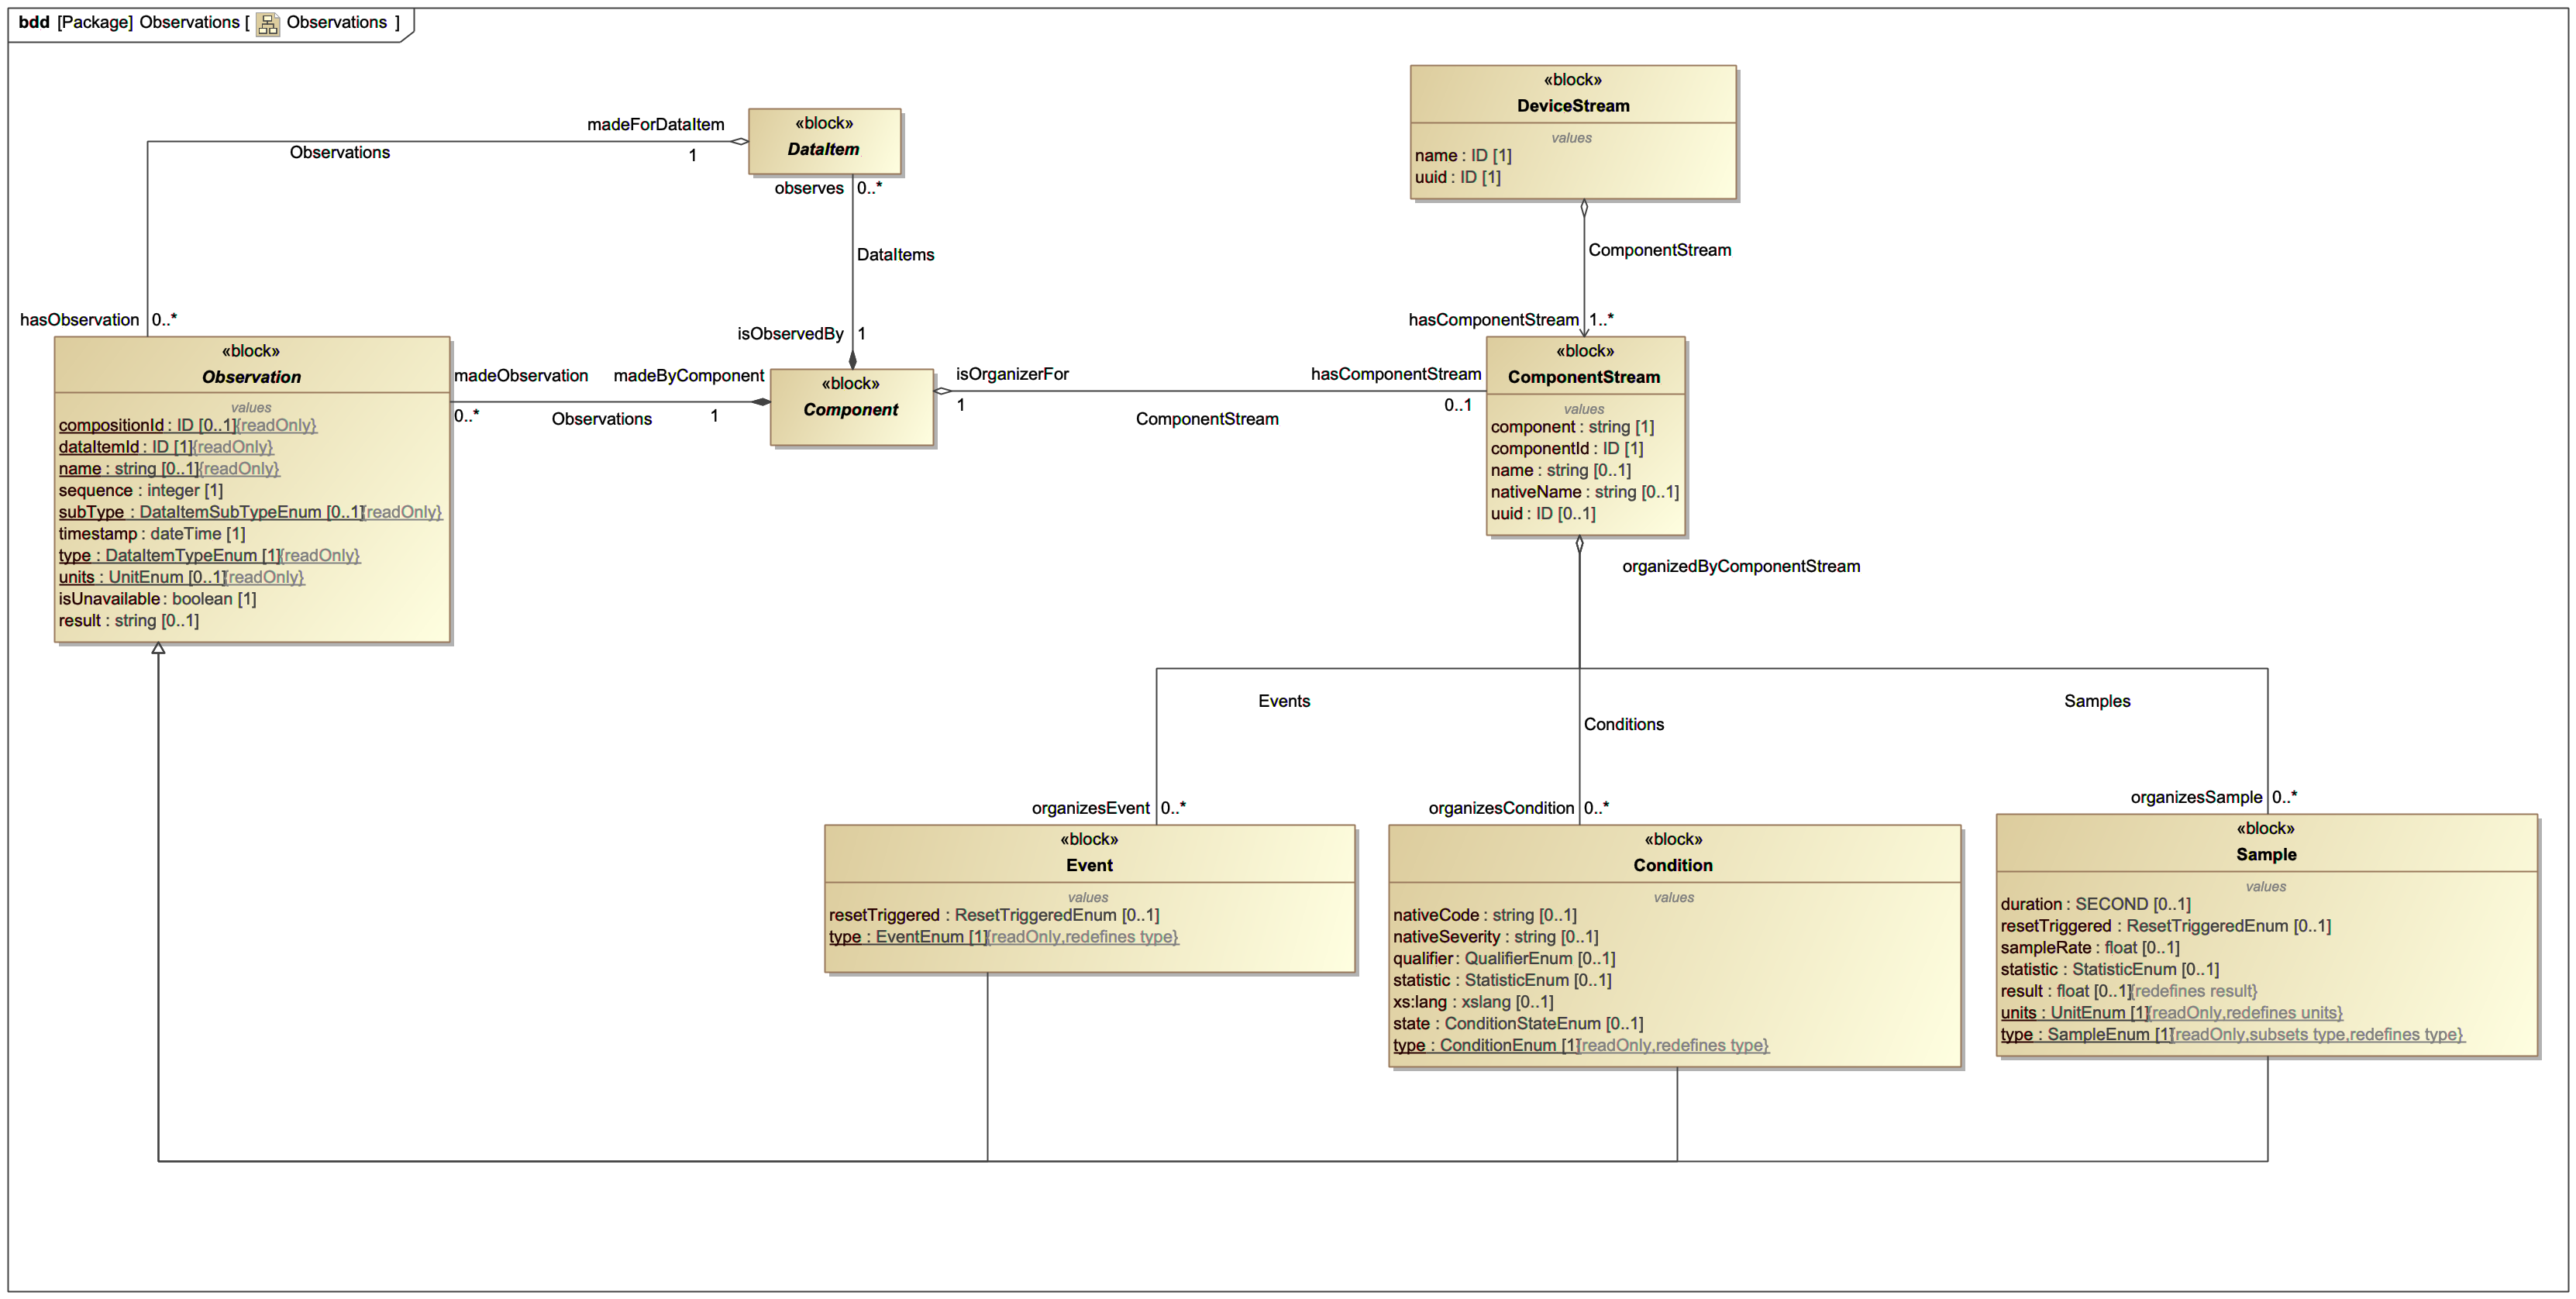 bdd [Package] Observations [ Observations ]
«block»
DeviceStream
values
name : ID [1]
uuid : ID [1]
madeForDataItem
Observations
1
«block»
DataItem
observes
0..*
DataItems
isObservedBy
1
ComponentStream
hasComponentStream
1..*
hasObservation
0..*
«block»
Observation
values
compositionId : ID [0..1]{readOnly}
dataItemId : ID [1]{readOnly}
name : string [0..1]{readOnly}
sequence : integer [1]
subType : DataItemSubTypeEnum [0..1]{readOnly}
timestamp : dateTime [1]
type : DataItemTypeEnum [1]{readOnly}
units : UnitEnum [0..1]{readOnly}
isUnavailable : boolean [1]
result : string [0..1]
madeObservation
0..*
Observations
madeByComponent
1
«block»
Component
isOrganizerFor
1
ComponentStream
hasComponentStream
0..1
«block»
ComponentStream
values
component : string [1]
componentId : ID [1]
name : string [0..1]
nativeName : string [0..1]
uuid : ID [0..1]
organizedByComponentStream
Events
Conditions
Samples
organizesEvent
0..*
organizesCondition
0..*
organizesSample
0..*
«block»
Event
values
resetTriggered : ResetTriggeredEnum [0..1]
type : EventEnum [1]{readOnly,redefines type}
«block»
Condition
values
nativeCode : string [0..1]
nativeSeverity : string [0..1]
qualifier : QualifierEnum [0..1]
statistic : StatisticEnum [0..1]
xs:lang : xslang [0..1]
state : ConditionStateEnum [0..1]
type : ConditionEnum [1]{readOnly,redefines type}
«block»
Sample
values
duration : SECOND [0..1]
resetTriggered : ResetTriggeredEnum [0..1]
sampleRate : float [0..1]
statistic : StatisticEnum [0..1]
result : float [0..1]{redefines result}
units : UnitEnum [1]{readOnly,redefines units}
type : SampleEnum [1]{readOnly,subsets type,redefines type}